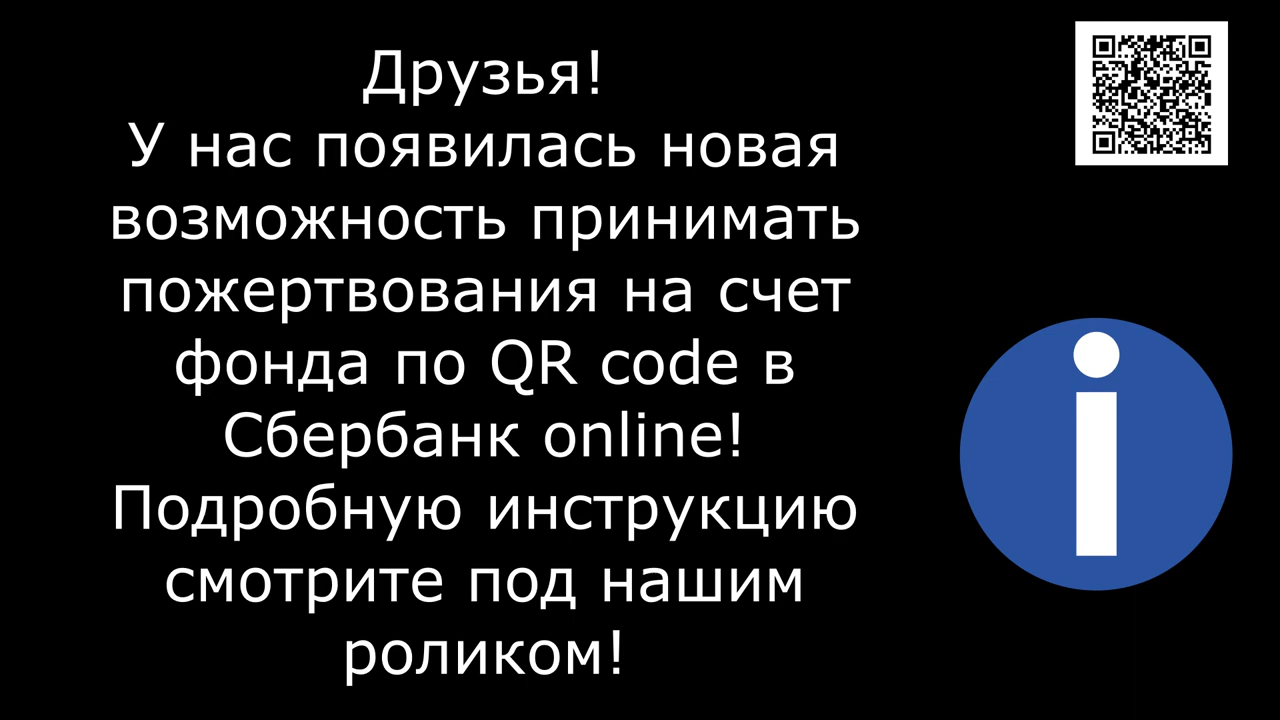 Друзья!
У нас появилась новая
возможность принимать
пожертвования на счет
фонда по QR code в
Сбербанк online!
Подробную инструкцию
смотрите под нашим
роликом!